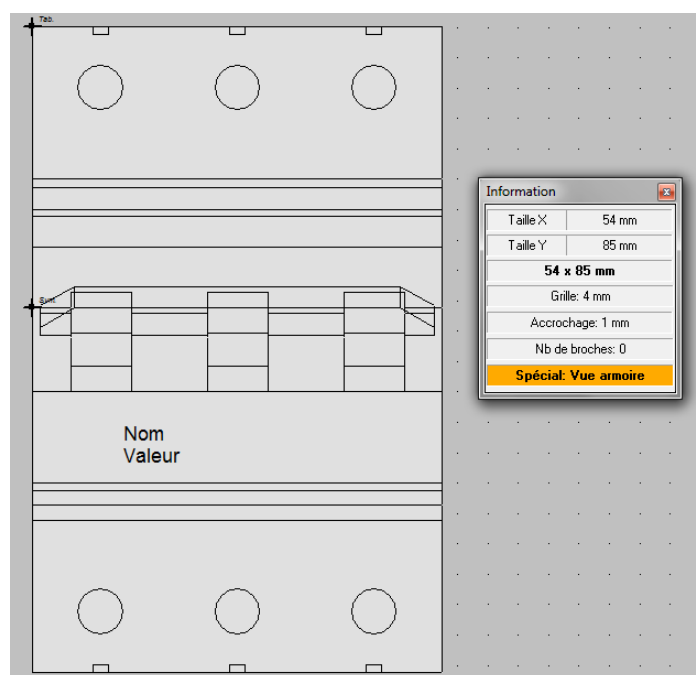 Tab.
Information
Taille X 54 mm
Taille Y 85 mm
54 x 85 mm
Grille: 4 mm
Symb.
Accrochage: 1 mm
Nb de broches: 0
Spécial: Vue armoire
Nom
Valeur